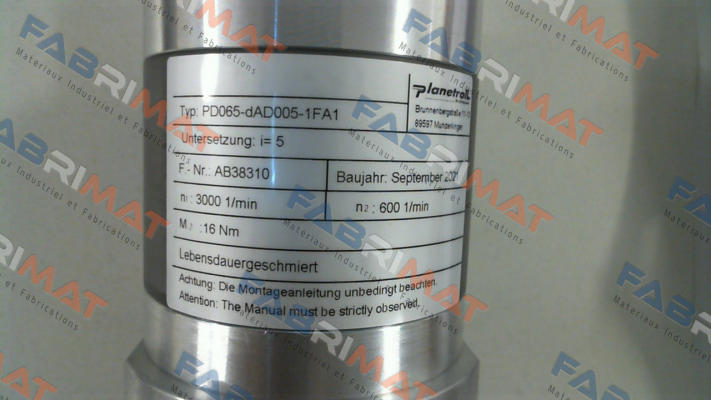 Planetroll
Typ: PD065-dAD005-1FA1
Brunnenbergstraße
89597 Munderkingen
Untersetzung: i= 5
F.- Nr.: AB38310
Baujahr: September 2021
n1: 3000 1/min
n2 : 600 1/min
M2 :16 Nm
Lebensdauergeschmiert
Achtung: Die Montageanleitung unbedingt beachten.
Attention: The Manual must be strictly observed.
FABRIMAT
Materiaux Industriel et Fabrications